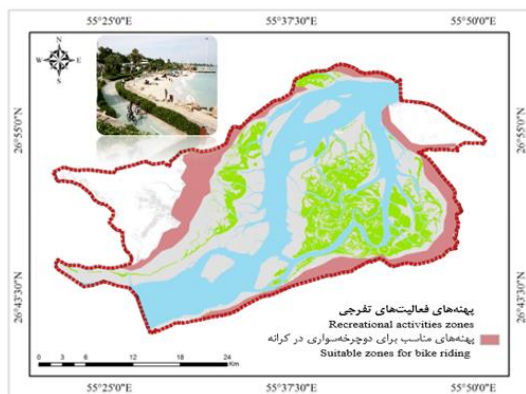 55°25'0"E 55°37'30"E 55°50'0"E
N
W E
S
26°55'0"N 26°55'0"N
26°43'30"N 26°43'30"N
پهنه‌های فعالیت‌های تفرجی
Recreational activities zones
پهنه‌های مناسب برای دوچرخه‌سواری در کرانه
Suitable zones for bike riding
0 3 6 12 18 24
Km
55°25'0"E 55°37'30"E 55°50'0"E